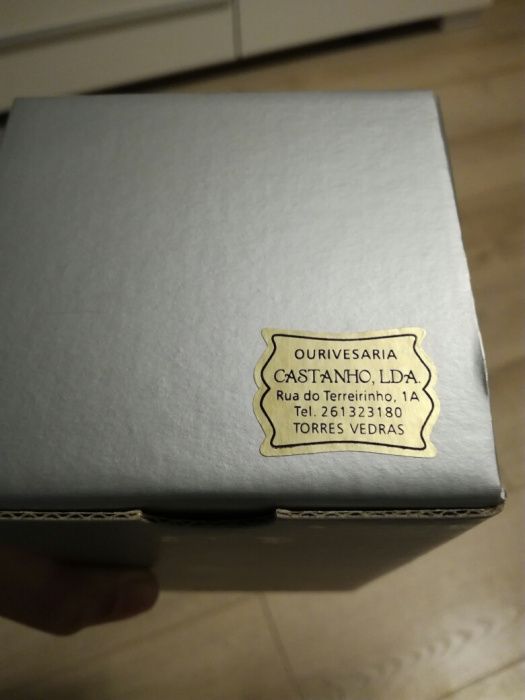 OURIVESARIA
CASTANHO, LDA.
Rua do Terreirinho, 1A
Tel. 261323180
TORRES VEDRAS